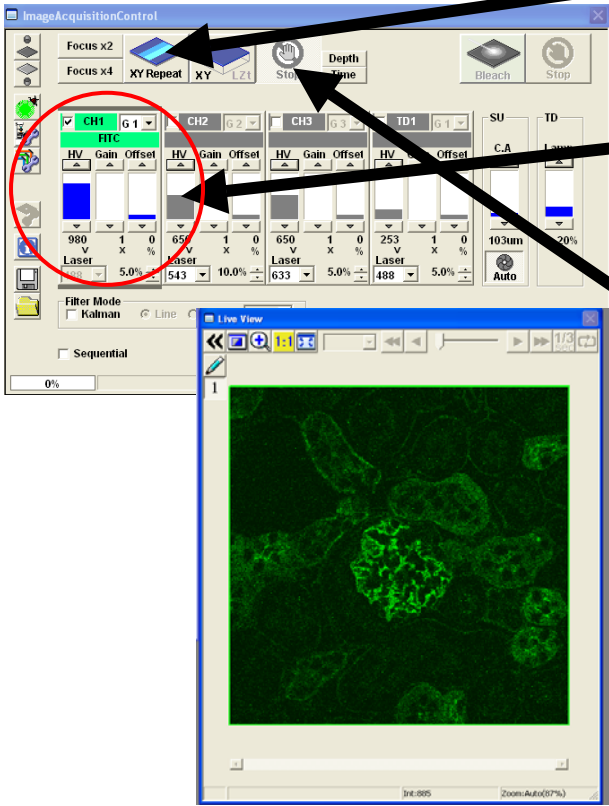 ImageAcquisitionControl
Focus x2
Focus x4
XY Repeat
XY
LZt
Stop
Depth
Time
Bleach
Stop
CH1 G 1
CH2 G 2
CH3 G 3
TD1 G 1
SU
TD
FITC
HV Gain Offset
HV Gain Offset
HV Gain Offset
HV Gain Offset
C.A
980 1 0
V X %
650 1 0
V X %
650 1 0
V X %
253 1 0
V X %
103um
20%
Laser
488 5.0%
Laser
543 10.0%
Laser
633 5.0%
Laser
488 5.0%
Auto
Filter Mode
Kalman Line
Sequential
0%
Live View
1:1
1/3
1
Int:885
Zoom:Auto(87%)